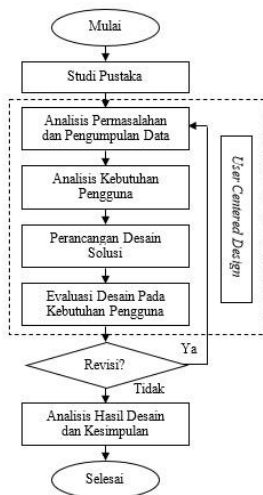 Mulai
Studi Pustaka
Analisis Permasalahan
dan Pengumpulan Data
Analisis Kebutuhan
Pengguna
Perancangan Desain
Solusi
Evaluasi Desain Pada
Kebutuhan Pengguna
User Centered Design
Revisi?
Ya
Tidak
Analisis Hasil Desain
dan Kesimpulan
Selesai